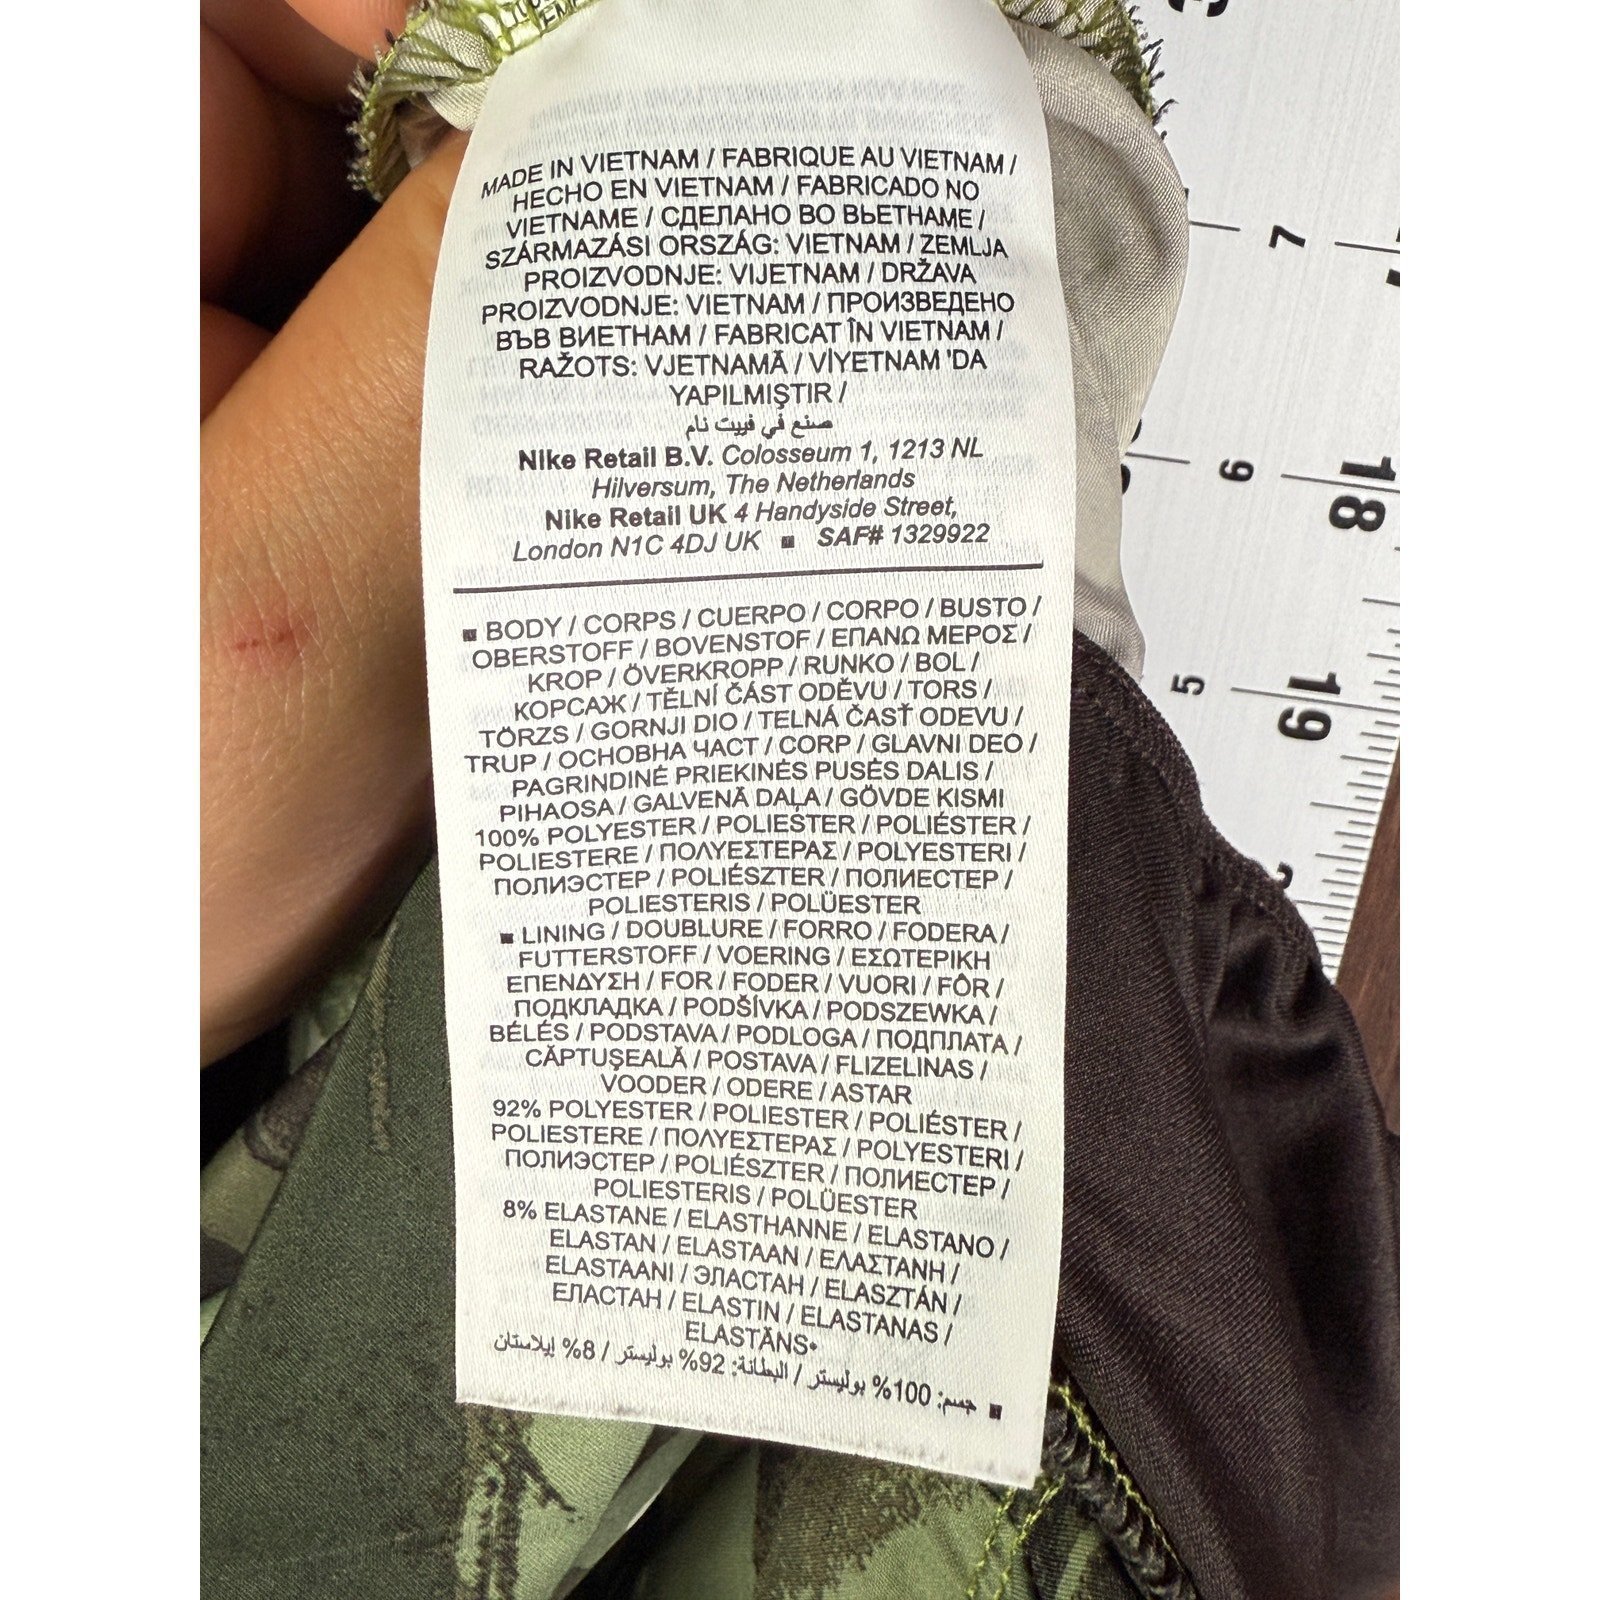 MADE IN VIETNAM / FABRIQUE AU VIETNAM /
HECHO EN VIETNAM / FABRICADO NO
VIETNAME / СДЕЛАНО ВО ВЬЕТНАМЕ /
SZÁRMAZÁSI ORSZÁG: VIETNAM / ZEMLJA
PROIZVODNJE: VIJETNAM / DRŽAVA
PROIZVODNJE: VIETNAM / ПРОИЗВЕДЕНО
ВЪВ ВИЕТНАМ / FABRICAT ÎN VIETNAM /
RAŽOTS: VJETNAMĀ / VİYETNAM 'DA
YAPILMIŞTIR /
صنع في فييت نام
Nike Retail B.V. Colosseum 1, 1213 NL
Hilversum, The Netherlands
Nike Retail UK 4 Handyside Street,
London N1C 4DJ UK ■ SAF# 1329922
■ BODY / CORPS / CUERPO / CORPO / BUSTO /
OBERSTOFF / BOVENSTOF / ΕΠΑΝΩ ΜΕΡΟΣ /
KROP / ÖVERKROPP / RUNKO / BOL /
КОРСАЖ / TĚLNÍ ČÁST ODĚVU / TORS /
TÖRZS / GORNJI DIO / TELNÁ ČASŤ ODEVU /
TRUP / ОСНОВНА ЧАСТ / CORP / GLAVNI DEO /
PAGRINDINĖ PRIEKINĖS PUSĖS DALIS /
PIHAOSA / GALVENĀ DAĻA / GÖVDE KISMI
100% POLYESTER / POLIESTER / POLIÉSTER /
POLIESTERE / ΠΟΛΥΕΣΤΕΡΑΣ / POLYESTERI /
ПОЛИЭСТЕР / POLIÉSZTER / ПОЛИЕСТЕР /
POLIESTERIS / POLÜESTER
■ LINING / DOUBLURE / FORRO / FODERA /
FUTTERSTOFF / VOERING / ΕΣΩΤΕΡΙΚΗ
ΕΠΕΝΔΥΣΗ / FOR / FODER / VUORI / FÔR /
ПОДКЛАДКА / PODŠÍVKA / PODSZEWKA /
BÉLÉS / PODSTAVA / PODLOGA / ПОДПЛАТА /
CĂPTUŞEALĂ / POSTAVA / FLIZELINAS /
VOODER / ODERE / ASTAR
92% POLYESTER / POLIESTER / POLIÉSTER /
POLIESTERE / ΠΟΛΥΕΣΤΕΡΑΣ / POLYESTERI /
ПОЛИЭСТЕР / POLIÉSZTER / ПОЛИЕСТЕР /
POLIESTERIS / POLÜESTER
8% ELASTANE / ELASTHANNE / ELASTANO /
ELASTAN / ELASTAAN / ΕΛΑΣΤΑΝΗ /
ELASTAANI / ЭЛАСТАН / ELASZTÁN /
ЕЛАСТАН / ELASTIN / ELASTANAS /
ELASTĀNS•
■ جسم: 100% بوليستر / البطانة: 92% بوليستر / 8% إيلاستان
7
6
18
5
19